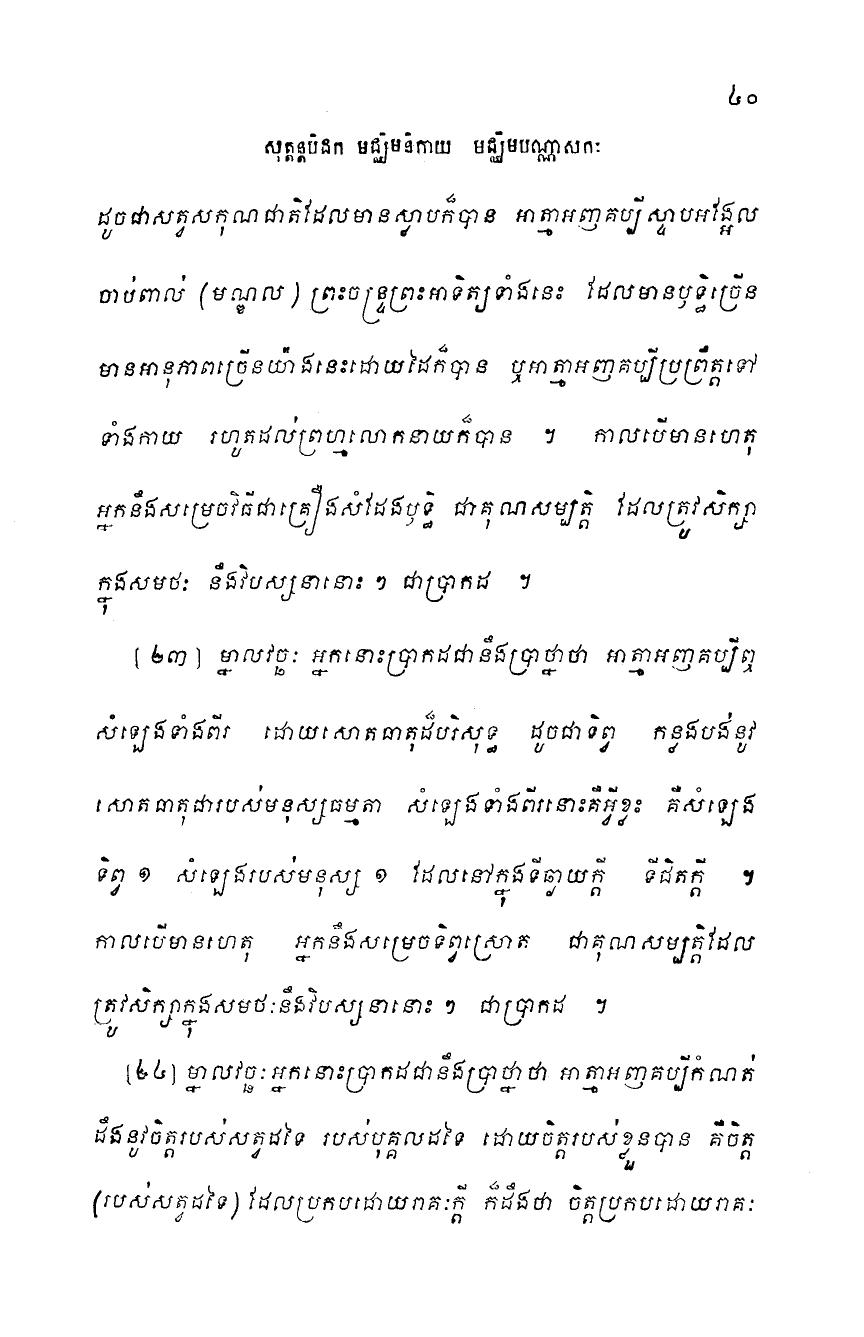 ៤០
សុត្តន្តបិដក មជ្ឈិមនិកាយ មជ្ឈិមបណ្ណាសកៈ
ដូចជាសត្វសកុណជាតិដែលមានស្លាបក៏បាន អាត្មាអញគប្បីស្ទាបអង្អែល
ចាប់ពាល់ (មណ្ឌល) ព្រះចន្ទ្រព្រះអាទិត្យទាំងនេះ ដែលមានឫទ្ធិច្រើន
មានអានុភាពច្រើនយ៉ាងនេះដោយដៃក៏បាន ឬអាត្មាអញគប្បីប្រព្រឹត្តទៅ
ទាំងកាយ រហូតដល់ព្រហ្មលោកនាយក៏បាន ។ កាលបើមានហេតុ
អ្នកនឹងសម្រេចវិធីជាគ្រឿងសំដែងឫទ្ធិ ជាគុណសម្បត្តិ ដែលត្រូវសិក្សា
ក្នុងសមថៈ នឹងវិបស្សនានោះ ៗ ជាប្រាកដ ។
[២៣] ម្នាលវច្ឆៈ អ្នកនោះប្រាកដជានឹងប្រាថ្នាថា អាត្មាអញគប្បីឮ
សំឡេងទាំងពីរ ដោយសោតធាតុដ៏បរិសុទ្ធ ដូចជាទិព្វ កន្លងបង់នូវ
សោតធាតុជារបស់មនុស្សធម្មតា សំឡេងទាំងពីរនោះគឺអ្វីខ្លះ គឺសំឡេង
ទិព្វ ១ សំឡេងរបស់មនុស្ស ១ ដែលនៅក្នុងទីឆ្ងាយក្តី ទីជិតក្តី ។
កាលបើមានហេតុ អ្នកនឹងសម្រេចទិព្វស្រោត ជាគុណសម្បត្តិដែល
ត្រូវសិក្សាក្នុងសមថៈនឹងវិបស្សនានោះ ៗ ជាប្រាកដ ។
[២៤] ម្នាលវច្ឆៈ អ្នកនោះប្រាកដជានឹងប្រាថ្នាថា អាត្មាអញគប្បីកំណត់
ដឹងនូវចិត្តរបស់សត្វដទៃ របស់បុគ្គលដទៃ ដោយចិត្តរបស់ខ្លួនបាន គឺចិត្ត
(របស់សត្វដទៃ) ដែលប្រកបដោយរាគៈក្តី ក៏ដឹងថា ចិត្តប្រកបដោយរាគៈ